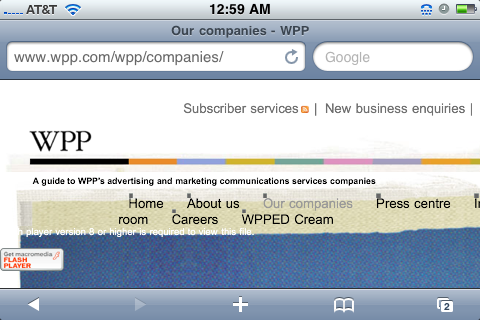 AT&T 12:59 AM
Our companies - WPP
www.wpp.com/wpp/companies/ Google
Subscriber services | New business enquiries |
WPP
A guide to WPP's advertising and marketing communications services companies
Home About us Our companies Press centre
room Careers WPPED Cream
player version 8 or higher is required to view this file.
Get macromedia
FLASH
PLAYER
2